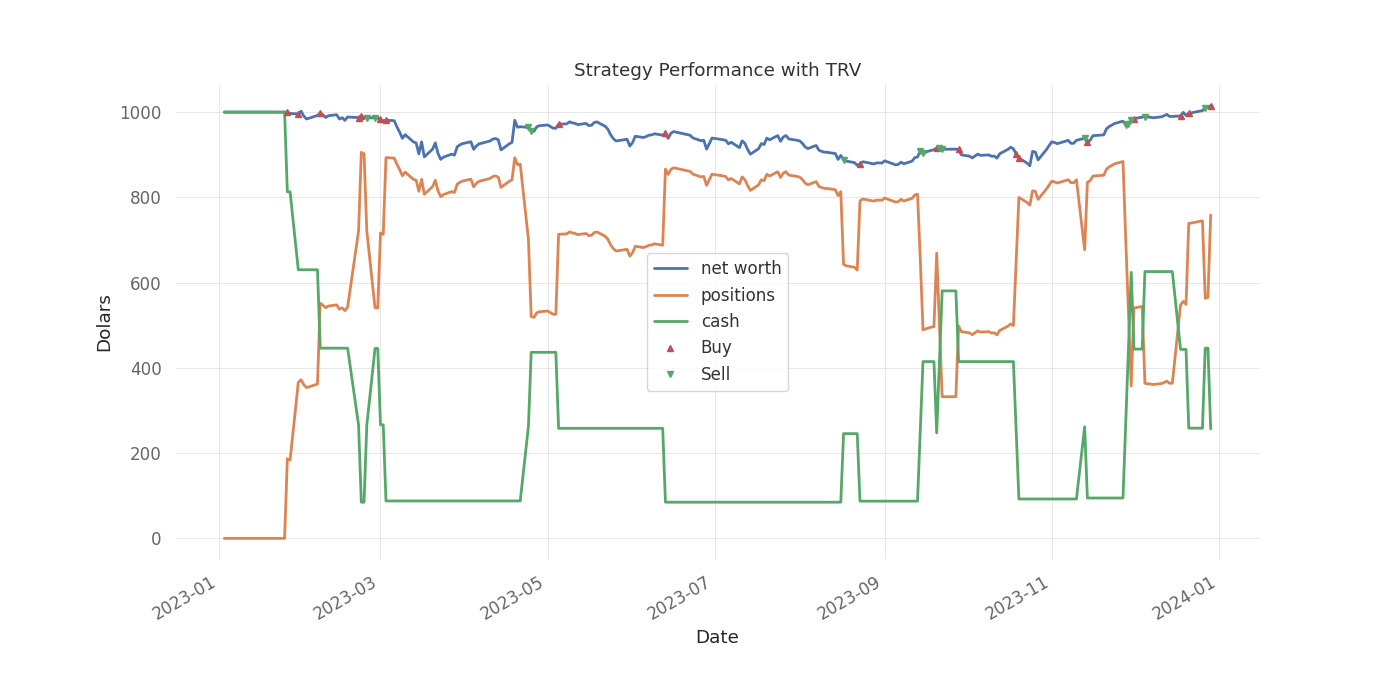 Strategy Performance with TRV
Dolars
1000
800
600
400
200
0
net worth
positions
cash
Buy
Sell
2023-01
2023-03
2023-05
2023-07
2023-09
2023-11
2024-01
Date